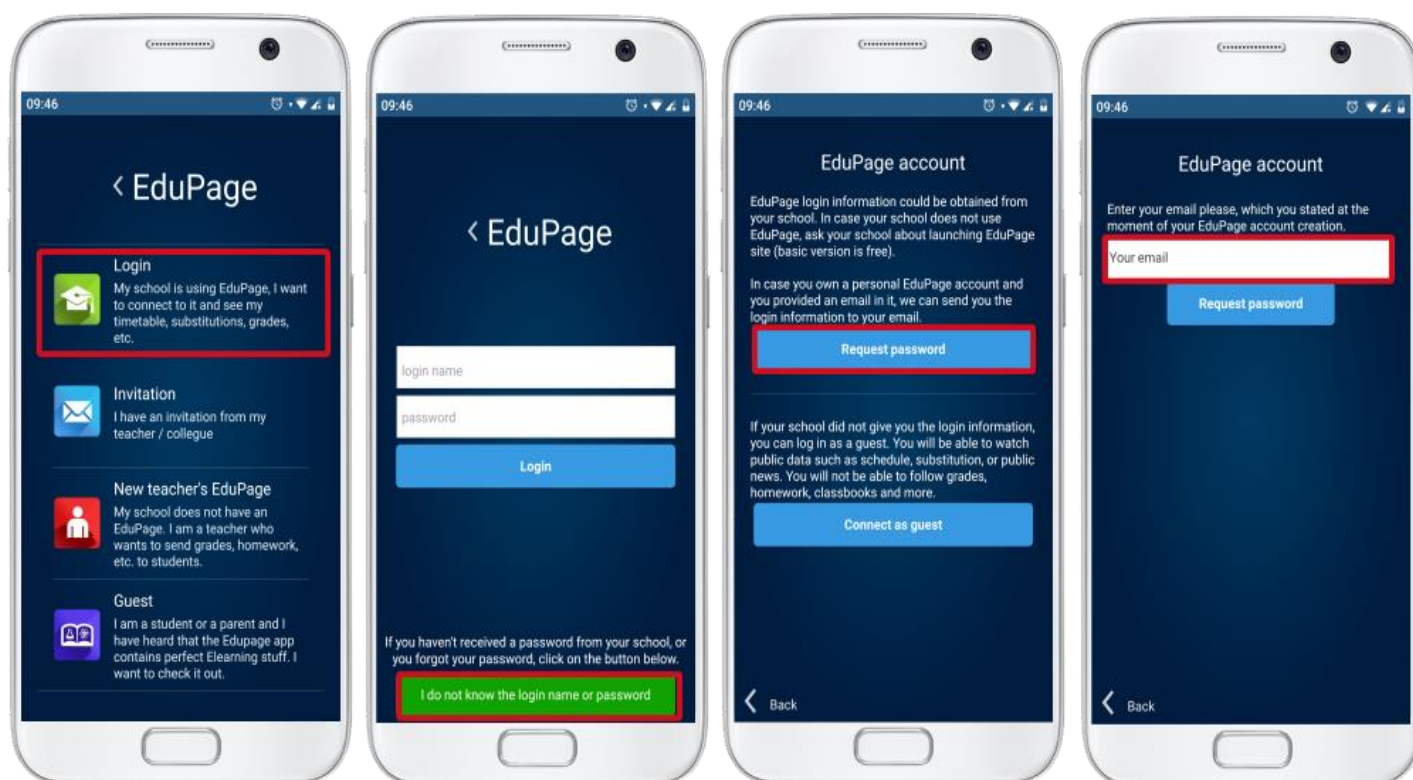 09:46
< EduPage
Login
My school is using EduPage, I want
to connect to it and see my
timetable, substitutions, grades,
etc.
Invitation
I have an invitation from my
teacher / collegue
New teacher's EduPage
My school does not have an
EduPage. I am a teacher who
wants to send grades, homework,
etc. to students.
Guest
I am a student or a parent and I
have heard that the Edupage app
contains perfect Elearning stuff. I
want to check it out.
09:46
< EduPage
login name
password
Login
If you haven't received a password from your school, or
you forgot your password, click on the button below.
I do not know the login name or password
09:46
EduPage account
EduPage login information could be obtained from
your school. In case your school does not use
EduPage, ask your school about launching EduPage
site (basic version is free).
In case you own a personal EduPage account and
you provided an email in it, we can send you the
login information to your email.
Request password
If your school did not give you the login information,
you can log in as a guest. You will be able to watch
public data such as schedule, substitution, or public
news. You will not be able to follow grades,
homework, classbooks and more.
Connect as guest
Back
09:46
EduPage account
Enter your email please, which you stated at the
moment of your EduPage account creation.
Your email
Request password
Back